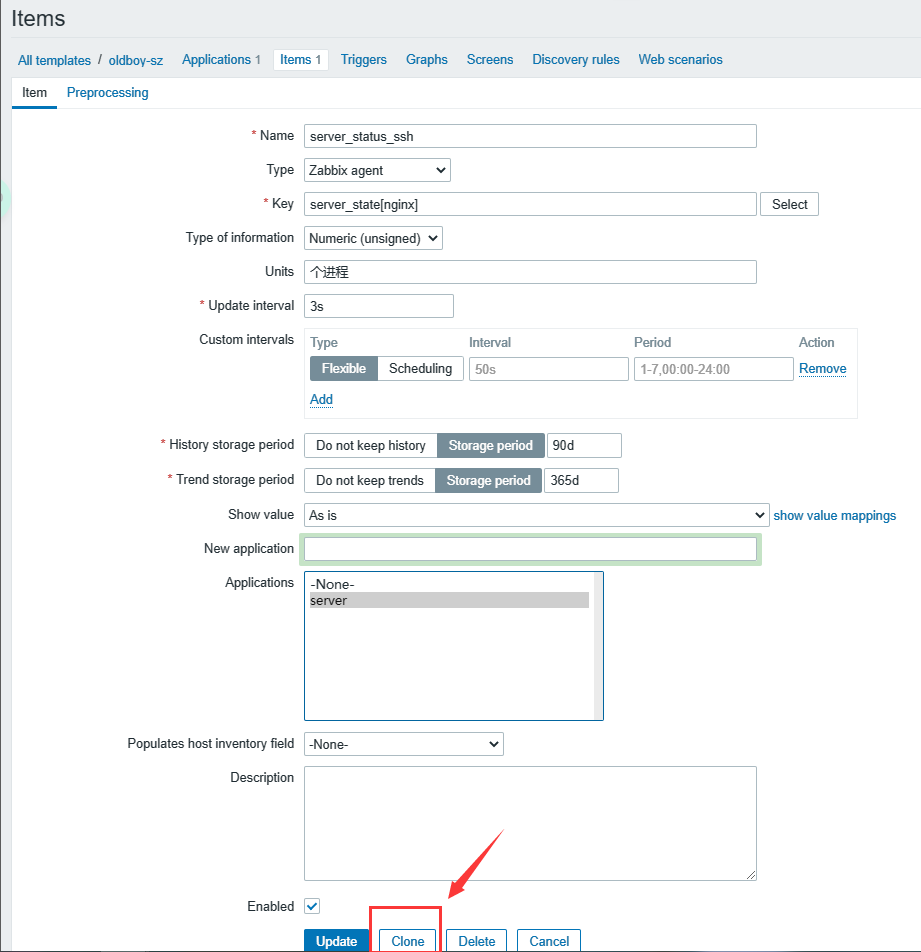 Items
All templates / oldboy-sz Applications 1 Items 1 Triggers Graphs Screens Discovery rules Web scenarios
Item Preprocessing
* Name server_status_ssh
Type Zabbix agent
* Key server_state[nginx] Select
Type of information Numeric (unsigned)
Units 个进程
* Update interval 3s
Custom intervals Type Interval Period Action
Flexible Scheduling 50s 1-7,00:00-24:00 Remove
Add
* History storage period Do not keep history Storage period 90d
* Trend storage period Do not keep trends Storage period 365d
Show value As is show value mappings
New application
Applications -None-
server
Populates host inventory field -None-
Description
Enabled
Update Clone Delete Cancel